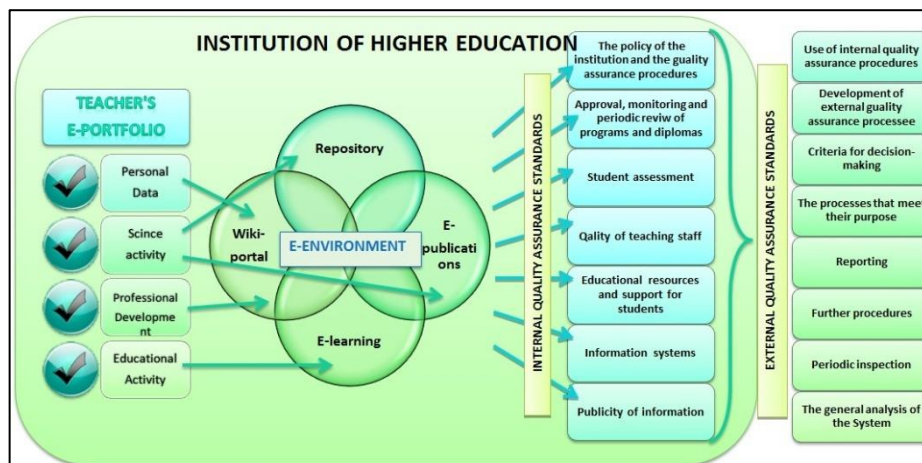 INSTITUTION OF HIGHER EDUCATION
TEACHER'S
E-PORTFOLIO
Personal
Data
Scince
activity
Professional
Developme
nt
Educational
Activity
Repository
Wiki-
portal
E-ENVIRONMENT
E-
publicati
ons
E-learning
INTERNAL QUALITY ASSURANCE STANDARDS
The policy of the
institution and the guality
assurance procedures
Approval, monitoring and
periodic reviw of
programs and diplomas
Student assessment
Qality of teaching staff
Educational resources
and support for
students
Information systems
Publicity of information
EXTERNAL QUALITY ASSURANCE STANDARDS
Use of internal quality
assurance procedures
Development of
external guality
assurance processee
Criteria for decision-
making
The processes that meet
their purpose
Reporting
Further procedures
Periodic inspection
The general analysis of
the System